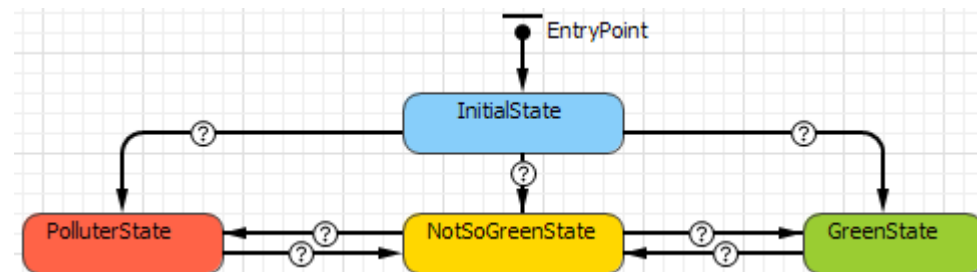 EntryPoint
InitialState
?
?
?
PolluterState
NotSoGreenState
GreenState
?
?
?
?